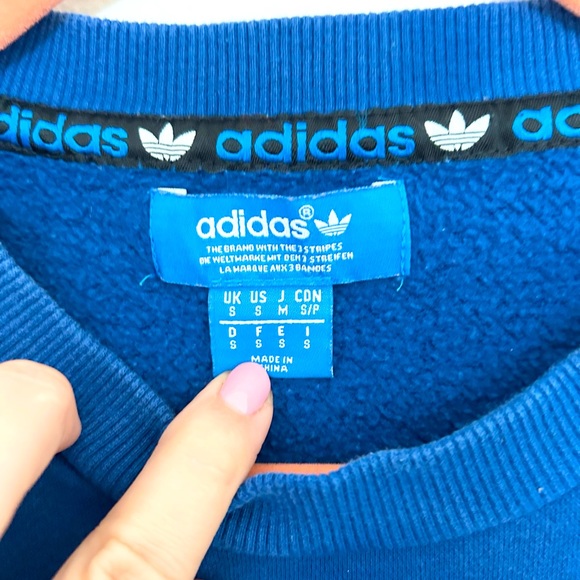 adidas adidas ad
adidas®
THE BRAND WITH THE 3 STRIPES
DIE WELTMARKE MIT DEN 3 STREIFEN
LA MARQUE AUX 3 BANDES
UK US J CDN
S S M S/P
D F E I
S S S S
MADE IN
CHINA